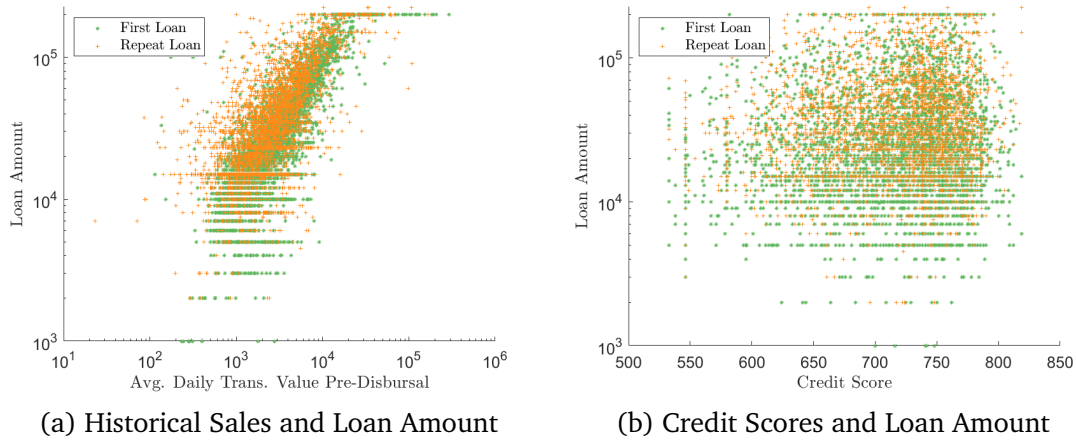 First Loan
Repeat Loan
10^5
10^4
10^3
Loan Amount
10^1 10^2 10^3 10^4 10^5 10^6
Avg. Daily Trans. Value Pre-Disbursal
(a) Historical Sales and Loan Amount
First Loan
Repeat Loan
10^5
10^4
10^3
Loan Amount
500 550 600 650 700 750 800 850
Credit Score
(b) Credit Scores and Loan Amount